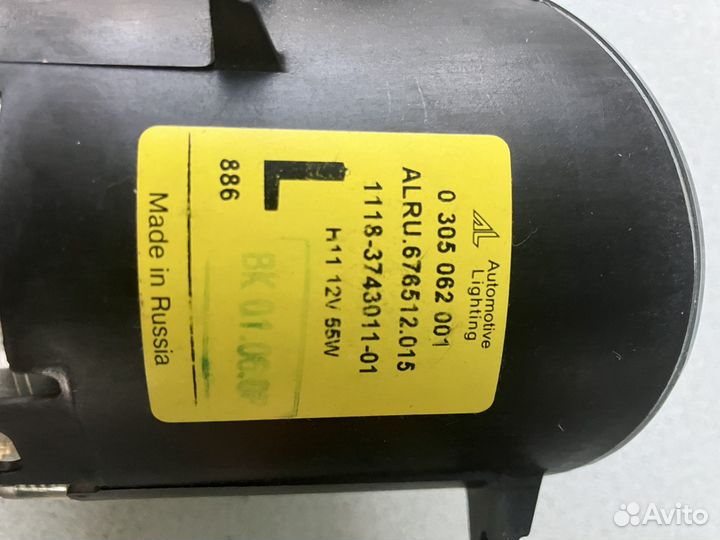 AL Automotive
Lighting
0 305 062 001
ALRU.676512.015
1118-3743011-01
H11 12V 55W
L
886
Made in Russia
Avito